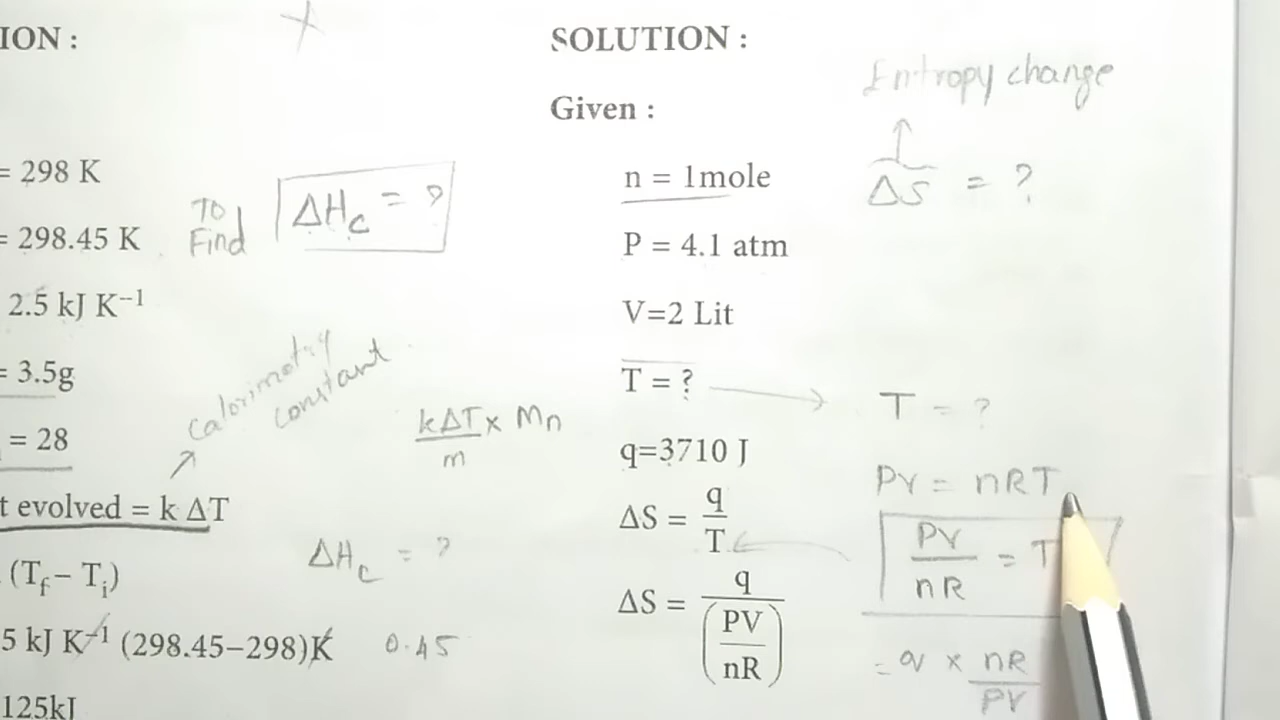 ION :
= 298 K
= 298.45 K
2.5 kJ K⁻¹
= 3.5g
= 28
t evolved = k ΔT
(T_f – T_i)
5 kJ K⁻¹ (298.45–298)K
125kJ
To Find
ΔH_C = ?
Calorimetry constant
kΔT/m × Mn
ΔH_C = ?
0.45
SOLUTION :
Given :
n = 1mole
P = 4.1 atm
V=2 Lit
T = ?
q=3710 J
ΔS = q/T
ΔS = q/(PV/nR)
Entropy change
ΔS = ?
T = ?
PV = nRT
PV/nR = T
= q × nR/PV